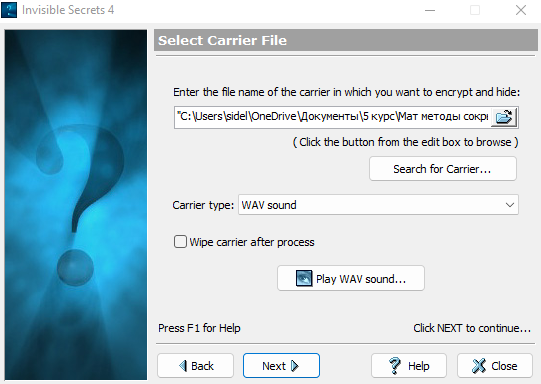 Invisible Secrets 4
Select Carrier File
Enter the file name of the carrier in which you want to encrypt and hide:
"C:\Users\sidel\OneDrive\Документы\5 курс\Мат методы сокры
( Click the button from the edit box to browse )
Search for Carrier...
Carrier type: WAV sound
Wipe carrier after process
Play WAV sound...
Press F1 for Help Click NEXT to continue...
Back Next Help Close